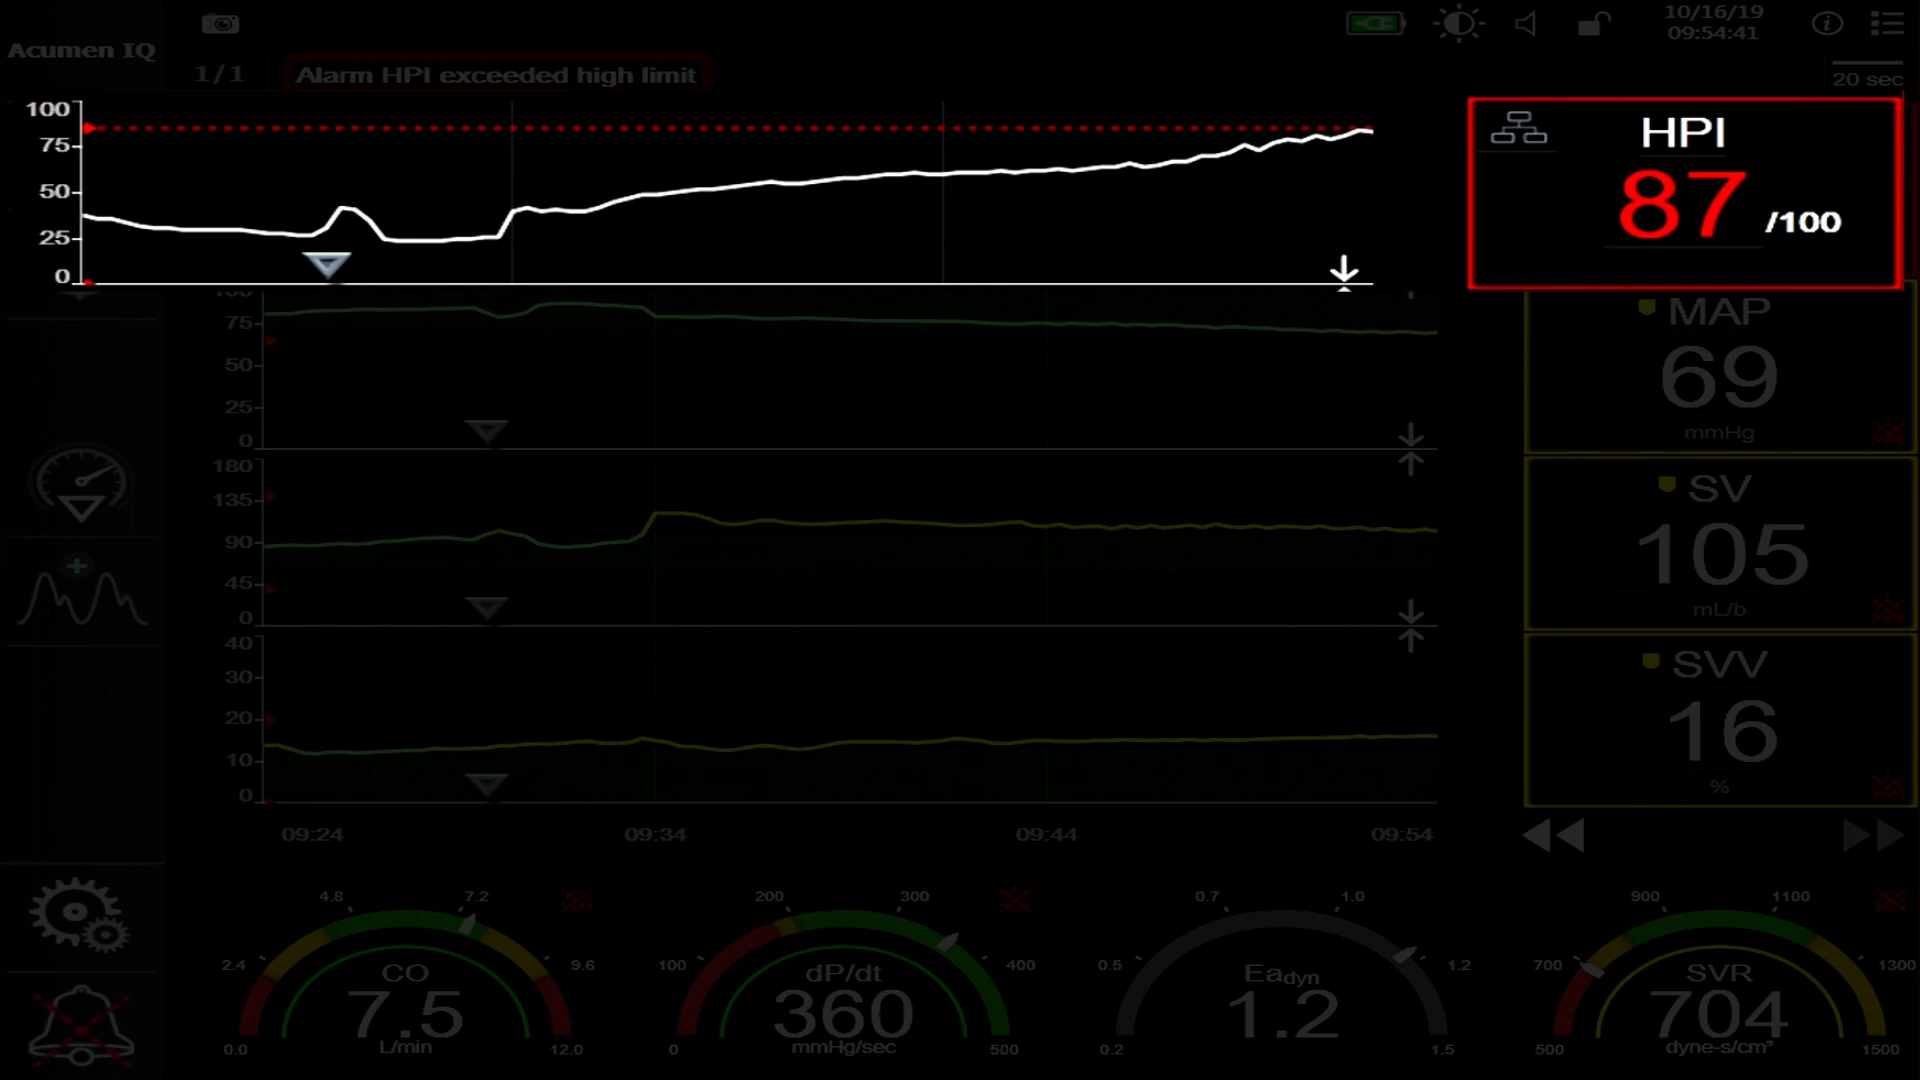 Acumen IQ
1/1
Alarm HPI exceeded high limit
10/16/19
09:54:41
20 sec
100
75
50
25
0
HPI
87 /100
100
75
50
25
0
MAP
69
mmHg
180
135
90
45
0
SV
105
mL/b
40
30
20
10
0
SVV
16
%
09:24 09:34 09:44 09:54
4.8 7.2
2.4 9.6
CO
7.5
L/min
0.0 12.0
200 300
100 400
dP/dt
360
mmHg/sec
0 500
0.7 1.0
0.5 1.2
Eadyn
1.2
0.2 1.5
900 1100
700 1300
SVR
704
dyne-s/cm⁵
500 1500